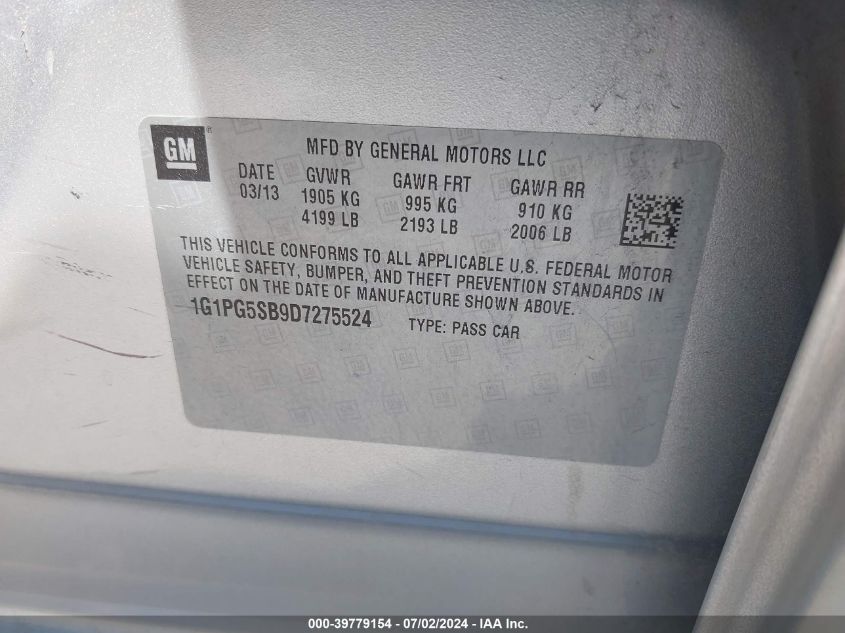 GM
MFD BY GENERAL MOTORS LLC
DATE GVWR GAWR FRT GAWR RR
03/13 1905 KG 995 KG 910 KG
4199 LB 2193 LB 2006 LB
THIS VEHICLE CONFORMS TO ALL APPLICABLE U.S. FEDERAL MOTOR
VEHICLE SAFETY, BUMPER, AND THEFT PREVENTION STANDARDS IN
EFFECT ON THE DATE OF MANUFACTURE SHOWN ABOVE.
1G1PG5SB9D7275524 TYPE: PASS CAR
000-39779154 - 07/02/2024 - IAA Inc.